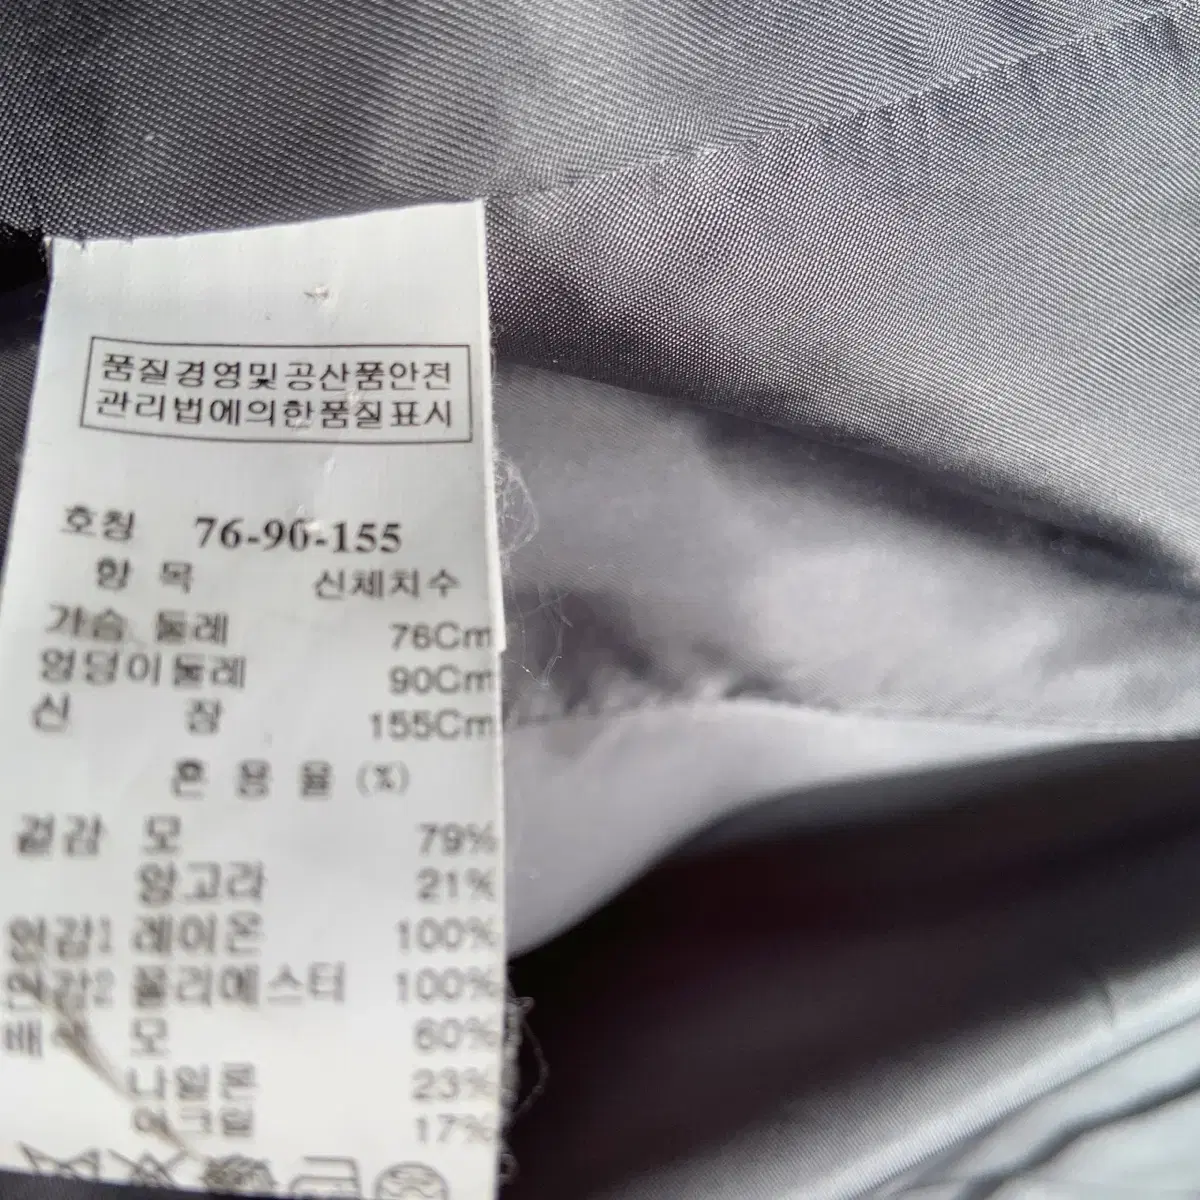 품질경영및공산품안전
관리법에의한품질표시
호칭 76-90-155
항 목 신체치수
가슴 둘레 76Cm
엉덩이둘레 90Cm
신 장 155Cm
혼 용 율 (%)
겉감 모 79%
앙고라 21%
안감1 레이온 100%
안감2 폴리에스터 100%
배색 모 60%
나일론 23%
아크릴 17%